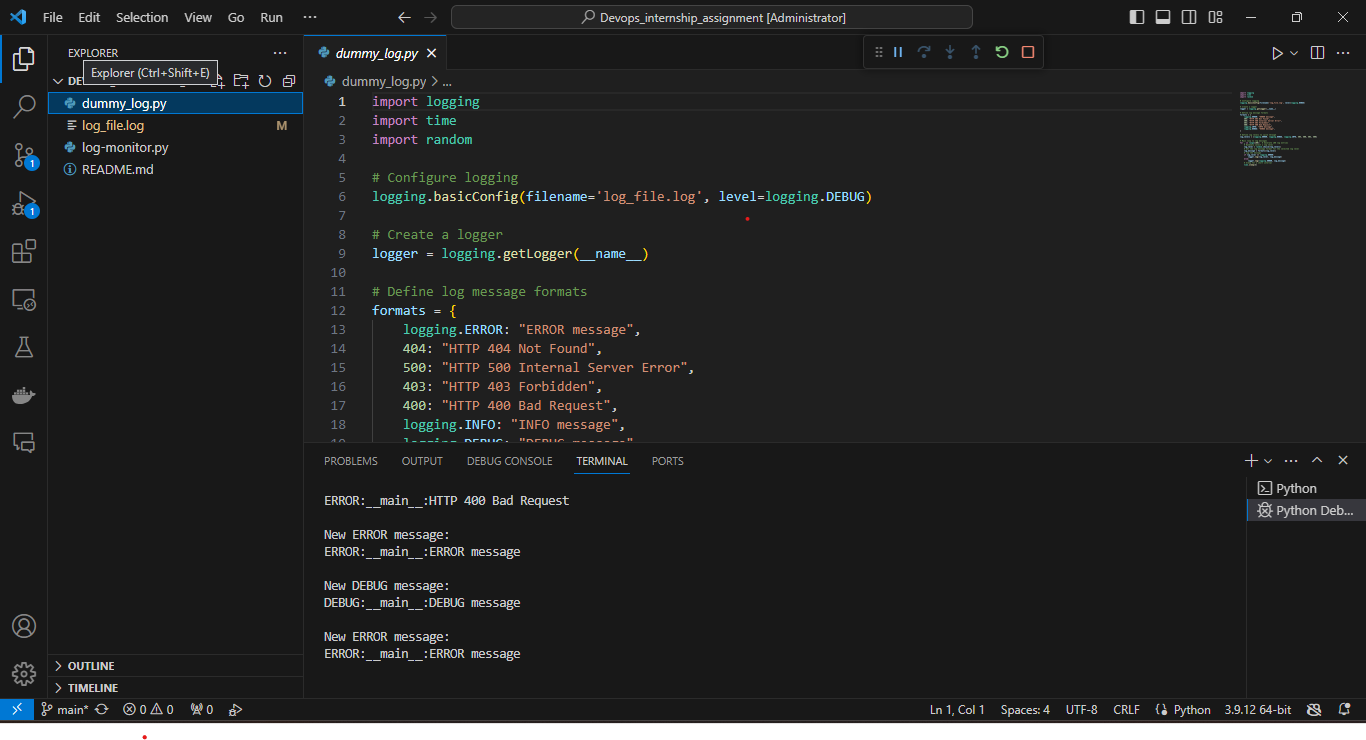 File Edit Selection View Go Run ···
Devops_internship_assignment [Administrator]
EXPLORER
Explorer (Ctrl+Shift+E)
dummy_log.py
log_file.log M
log-monitor.py
README.md
1
1
OUTLINE
TIMELINE
dummy_log.py
dummy_log.py > ...
1 import logging
2 import time
3 import random
4
5 # Configure logging
6 logging.basicConfig(filename='log_file.log', level=logging.DEBUG)
7
8 # Create a logger
9 logger = logging.getLogger(__name__)
10
11 # Define log message formats
12 formats = {
13 logging.ERROR: "ERROR message",
14 404: "HTTP 404 Not Found",
15 500: "HTTP 500 Internal Server Error",
16 403: "HTTP 403 Forbidden",
17 400: "HTTP 400 Bad Request",
18 logging.INFO: "INFO message",
19 logging.DEBUG: "DEBUG message"
PROBLEMS OUTPUT DEBUG CONSOLE TERMINAL PORTS
ERROR:__main__:HTTP 400 Bad Request
New ERROR message:
ERROR:__main__:ERROR message
New DEBUG message:
DEBUG:__main__:DEBUG message
New ERROR message:
ERROR:__main__:ERROR message
Python
Python Deb...
main* 0 0 0
Ln 1, Col 1 Spaces: 4 UTF-8 CRLF Python 3.9.12 64-bit